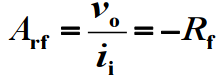 A_rf = v_o / i_i = -R_f